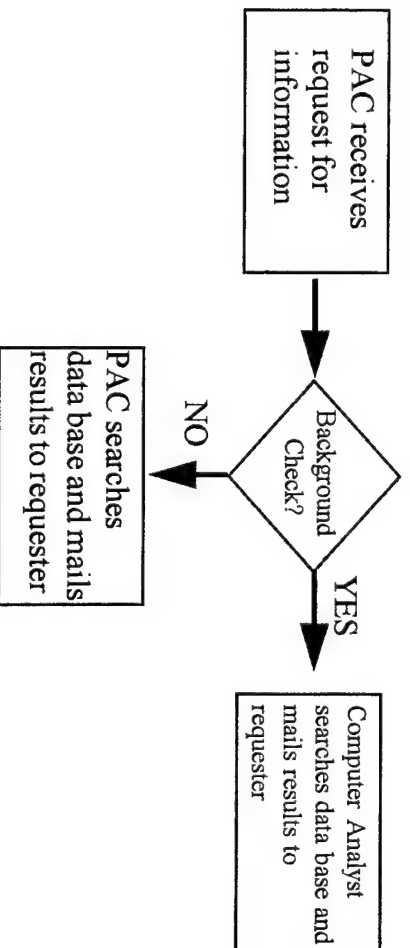 PAC receives
request for
information
Background
Check?
YES
Computer Analyst
searches data base and
mails results to
requester
NO
PAC searches
data base and mails
results to requester